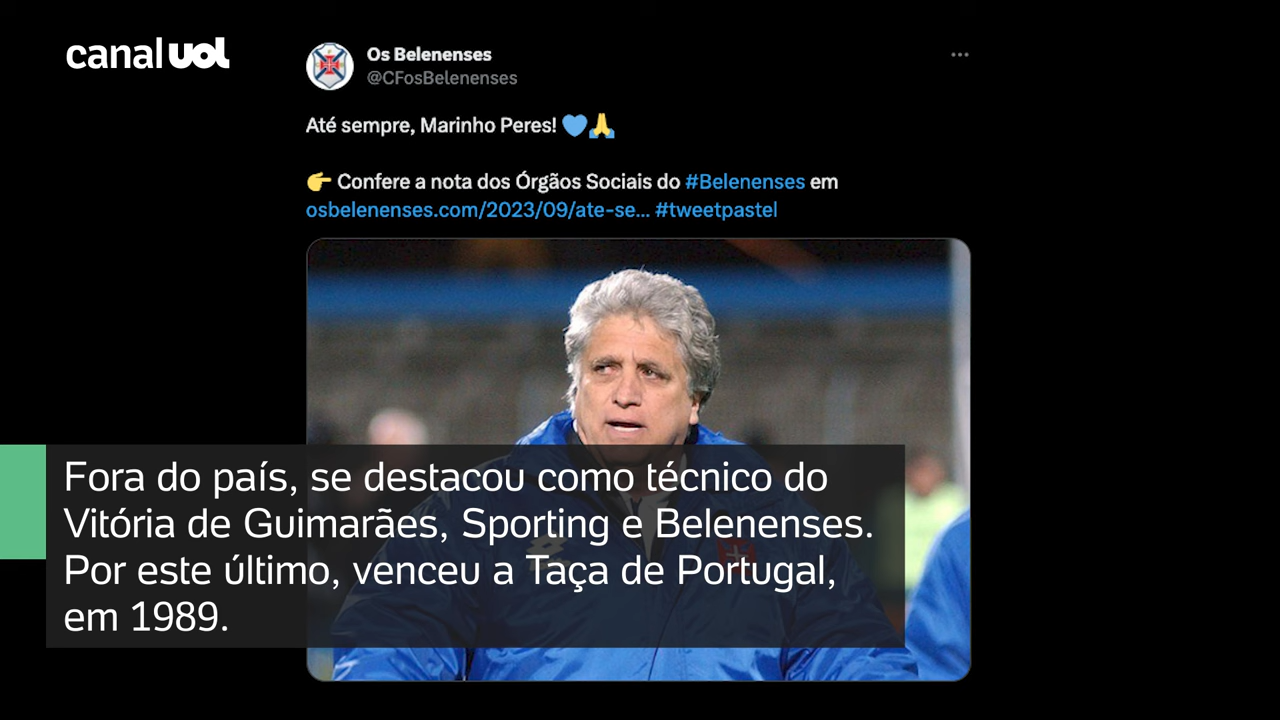 canal uol
Os Belenenses
@CFosBelenenses
Até sempre, Marinho Peres! 💙🙏
👉 Confere a nota dos Órgãos Sociais do #Belenenses em
osbelenenses.com/2023/09/ate-se... #tweetpastel
Fora do país, se destacou como técnico do
Vitória de Guimarães, Sporting e Belenenses.
Por este último, venceu a Taça de Portugal,
em 1989.